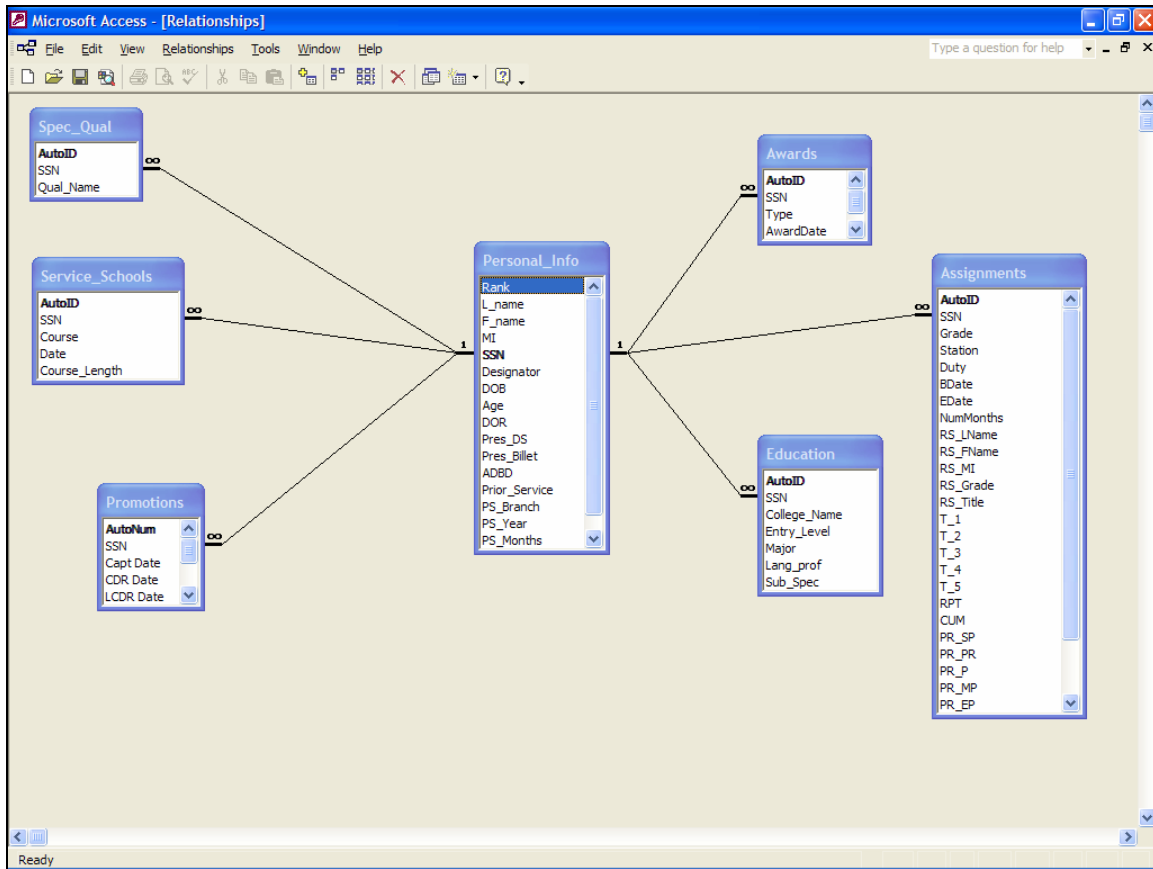 Microsoft Access - [Relationships]
File Edit View Relationships Tools Window Help
Type a question for help
Spec_Qual
AutoID
SSN
Qual_Name
∞
Service_Schools
AutoID
SSN
Course
Date
Course_Length
∞
Promotions
AutoNum
SSN
Capt Date
CDR Date
LCDR Date
∞
Personal_Info
Rank
L_name
F_name
MI
SSN
Designator
DOB
Age
DOR
Pres_DS
Pres_Billet
ADBD
Prior_Service
PS_Branch
PS_Year
PS_Months
1
1
Awards
AutoID
SSN
Type
AwardDate
∞
Education
AutoID
SSN
College_Name
Entry_Level
Major
Lang_prof
Sub_Spec
∞
Assignments
AutoID
SSN
Grade
Station
Duty
BDate
EDate
NumMonths
RS_LName
RS_FName
RS_MI
RS_Grade
RS_Title
T_1
T_2
T_3
T_4
T_5
RPT
CUM
PR_SP
PR_PR
PR_P
PR_MP
PR_EP
∞
Ready